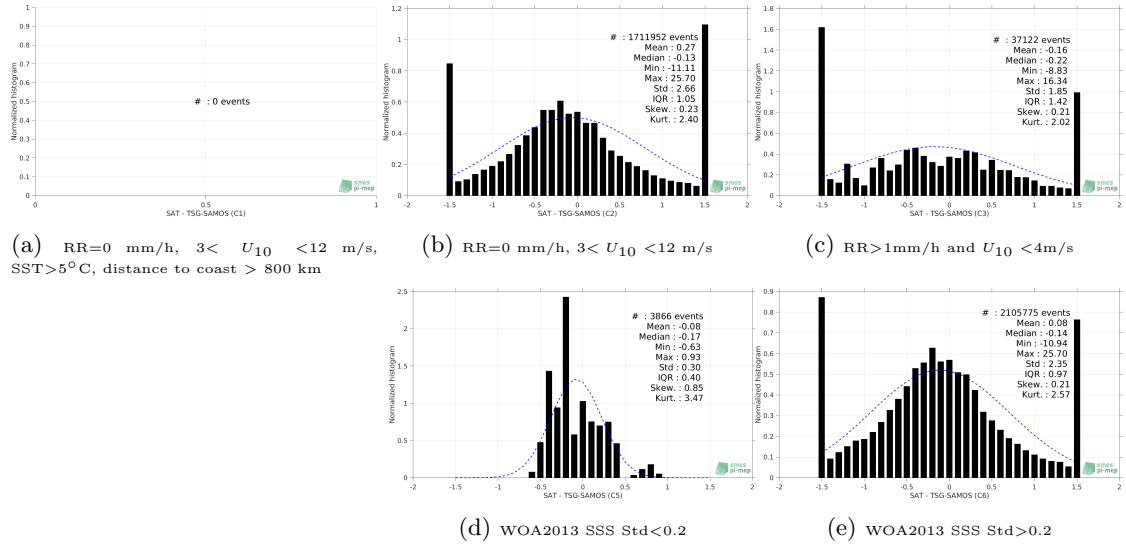 1
0.9
0.8
0.7
0.6
0.5
0.4
0.3
0.2
0.1
0
Normalized histogram
# : 0 events
smos
pi-mep
0 0.5 1
SAT - TSG-SAMOS (C1)
(a) RR=0 mm/h, 3< U10 <12 m/s,
SST>5°C, distance to coast > 800 km
1.2
1
0.8
0.6
0.4
0.2
0
Normalized histogram
# : 1711952 events
Mean : 0.27
Median : -0.13
Min : -11.11
Max : 25.70
Std : 2.66
IQR : 1.05
Skew. : 0.23
Kurt. : 2.40
smos
pi-mep
-2 -1.5 -1 -0.5 0 0.5 1 1.5 2
SAT - TSG-SAMOS (C2)
(b) RR=0 mm/h, 3< U10 <12 m/s
1.8
1.6
1.4
1.2
1
0.8
0.6
0.4
0.2
0
Normalized histogram
# : 37122 events
Mean : -0.16
Median : -0.22
Min : -8.83
Max : 16.34
Std : 1.85
IQR : 1.42
Skew. : 0.21
Kurt. : 2.02
smos
pi-mep
-2 -1.5 -1 -0.5 0 0.5 1 1.5 2
SAT - TSG-SAMOS (C3)
(c) RR>1mm/h and U10 <4m/s
2.5
2
1.5
1
0.5
0
Normalized histogram
# : 3866 events
Mean : -0.08
Median : -0.17
Min : -0.63
Max : 0.93
Std : 0.30
IQR : 0.40
Skew. : 0.85
Kurt. : 3.47
smos
pi-mep
-2 -1.5 -1 -0.5 0 0.5 1 1.5 2
SAT - TSG-SAMOS (C5)
(d) WOA2013 SSS Std<0.2
0.9
0.8
0.7
0.6
0.5
0.4
0.3
0.2
0.1
0
Normalized histogram
# : 2105775 events
Mean : 0.08
Median : -0.14
Min : -10.94
Max : 25.70
Std : 2.35
IQR : 0.97
Skew. : 0.21
Kurt. : 2.57
smos
pi-mep
-2 -1.5 -1 -0.5 0 0.5 1 1.5 2
SAT - TSG-SAMOS (C6)
(e) WOA2013 SSS Std>0.2